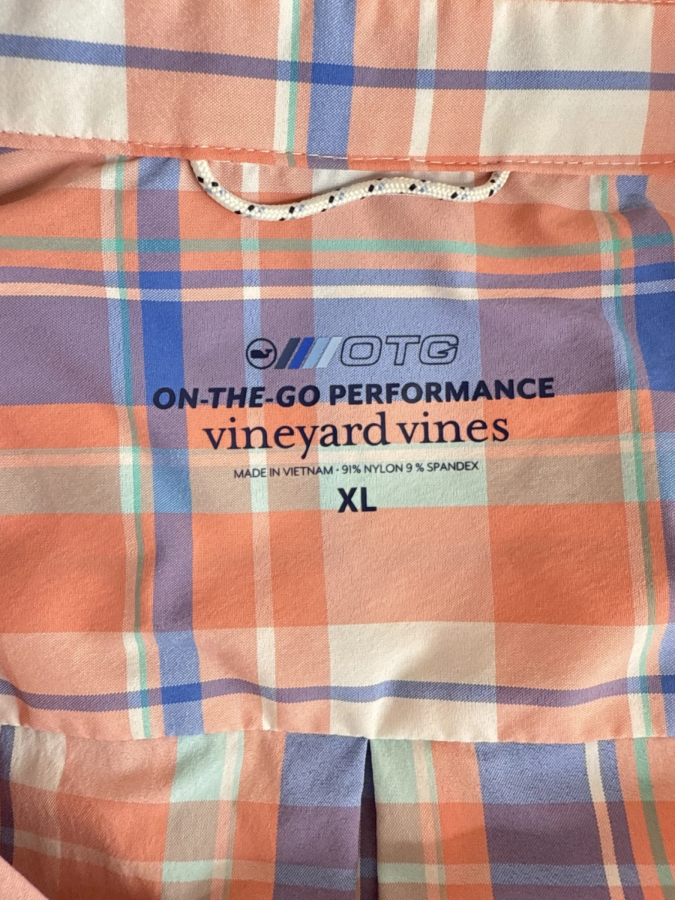 OTG
ON-THE-GO PERFORMANCE
vineyard vines
MADE IN VIETNAM · 91% NYLON 9 % SPANDEX
XL